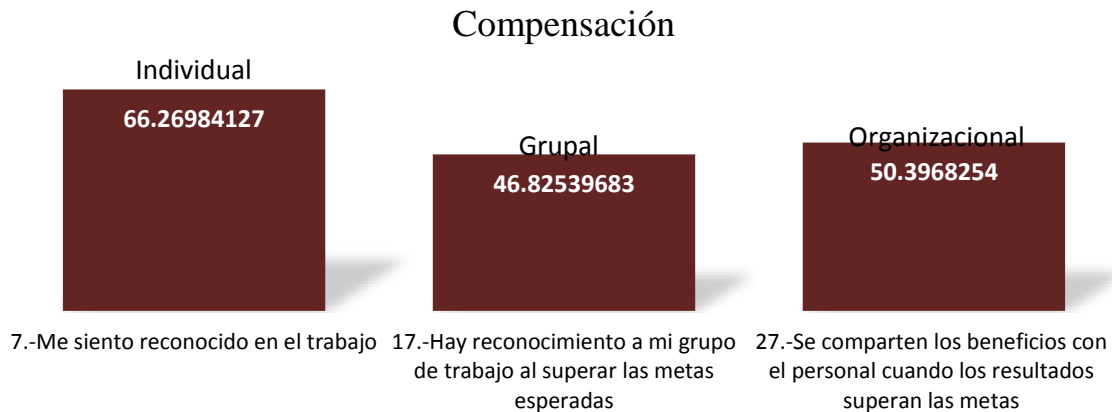 Compensación
Individual
66.26984127
Grupal
46.82539683
Organizacional
50.3968254
7.-Me siento reconocido en el trabajo
17.-Hay reconocimiento a mi grupo
de trabajo al superar las metas
esperadas
27.-Se comparten los beneficios con
el personal cuando los resultados
superan las metas